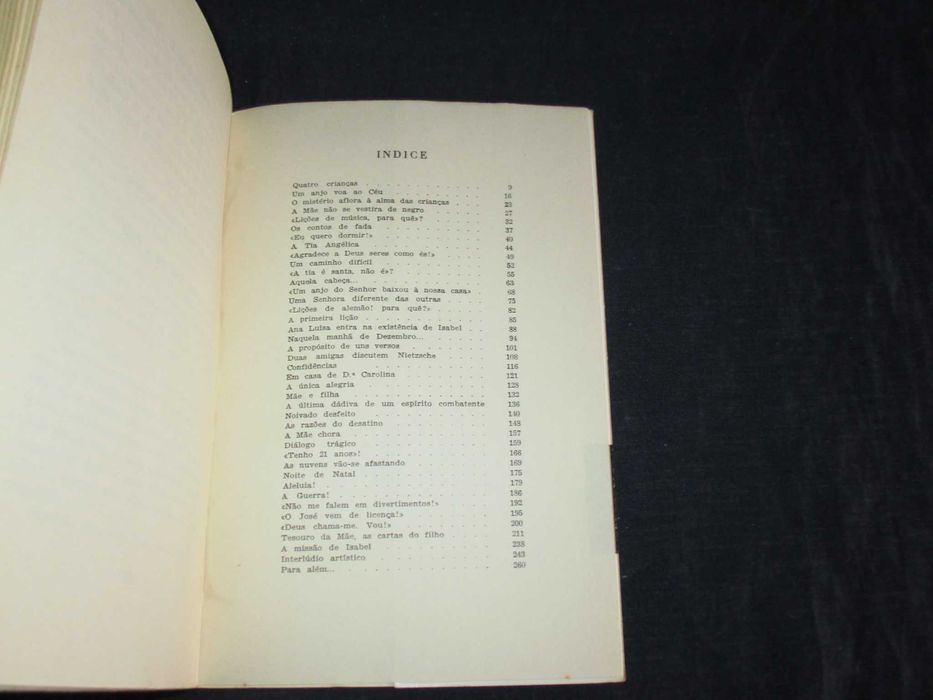 INDICE
Quatro crianças . . . . . . . . . . 9
Um anjo voa ao Céu . . . . . . . . 16
O mistério aflora à alma das crianças . . . 23
A Mãe não se vestira de negro . . . . 27
«Lições de música, para quê»? . . . . 32
Os contos de fada . . . . . . . . 37
«Eu quero dormir!» . . . . . . . . 40
A Tia Angélica . . . . . . . . . 44
«Agradece a Deus seres como és!» . . . . 49
Um caminho difícil . . . . . . . . 52
«A tia é santa, não é»? . . . . . . 55
Aquela cabeça... . . . . . . . . 63
«Um anjo do Senhor baixou à nossa casa» . 68
Uma Senhora diferente das outras . . . . 75
«Lições de alemão! para quê?» . . . . 82
A primeira lição . . . . . . . . . 85
Ana Luísa entra na existência de Isabel . . 88
Naquela manhã de Dezembro... . . . . 94
A propósito de uns versos . . . . . . 101
Duas amigas discutem Nietzsche . . . . 108
Confidências . . . . . . . . . . 116
Em casa de D.ª Carolina . . . . . . 121
A única alegria . . . . . . . . . 128
Mãe e filha . . . . . . . . . . 132
A última dádiva de um espírito combatente 136
Noivado desfeito . . . . . . . . . 140
As razões do desatino . . . . . . . 148
A Mãe chora . . . . . . . . . . 157
Diálogo trágico . . . . . . . . . 159
«Tenho 21 anos»! . . . . . . . . . 166
As nuvens vão-se afastando . . . . . 169
Noite de Natal . . . . . . . . . 175
Aleluia! . . . . . . . . . . . 179
A Guerra! . . . . . . . . . . . 186
«Não me falem em divertimentos!» . . . 192
«O José vem de licença!» . . . . . . 195
«Deus chama-me. Vou!» . . . . . . 200
Tesouro da Mãe, as cartas do filho . . . 211
A missão de Isabel . . . . . . . . 238
Interlúdio artístico . . . . . . . . 243
Para além... . . . . . . . . . . 260